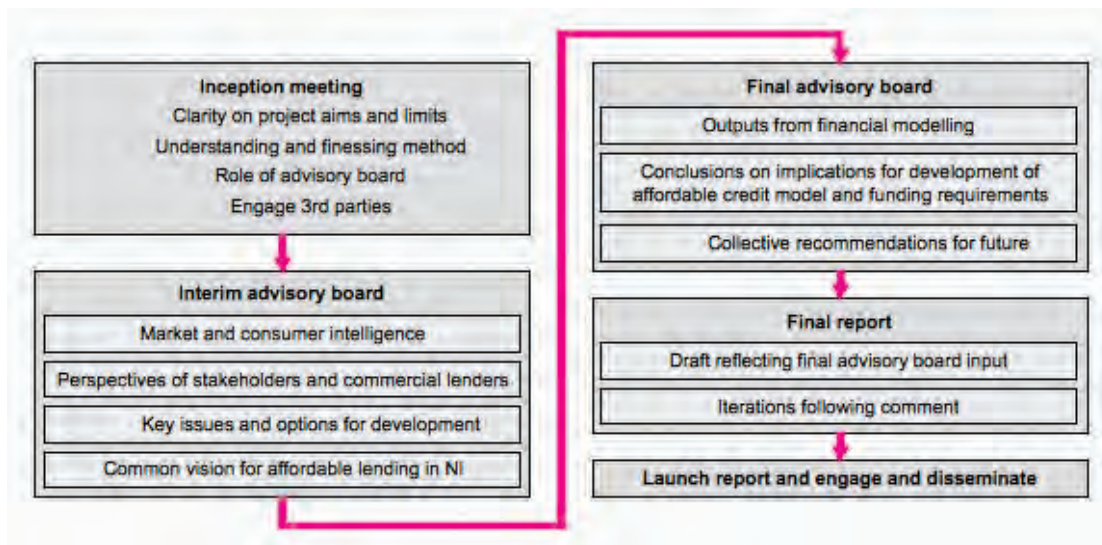 Inception meeting
Clarity on project aims and limits
Understanding and finessing method
Role of advisory board
Engage 3rd parties
Interim advisory board
Market and consumer intelligence
Perspectives of stakeholders and commercial lenders
Key issues and options for development
Common vision for affordable lending in NI
Final advisory board
Outputs from financial modelling
Conclusions on implications for development of
affordable credit model and funding requirements
Collective recommendations for future
Final report
Draft reflecting final advisory board input
Iterations following comment
Launch report and engage and disseminate